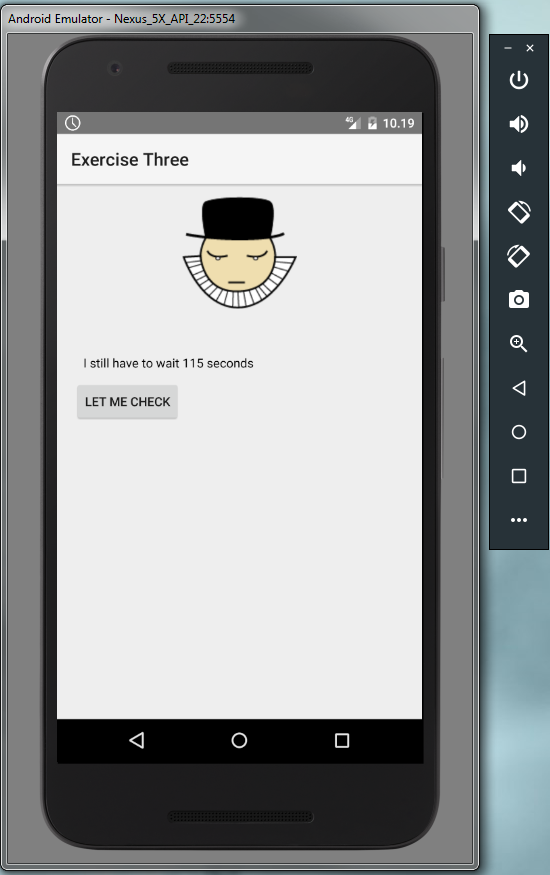 Android Emulator - Nexus_5X_API_22:5554
4G 10.19
Exercise Three
I still have to wait 115 seconds
LET ME CHECK